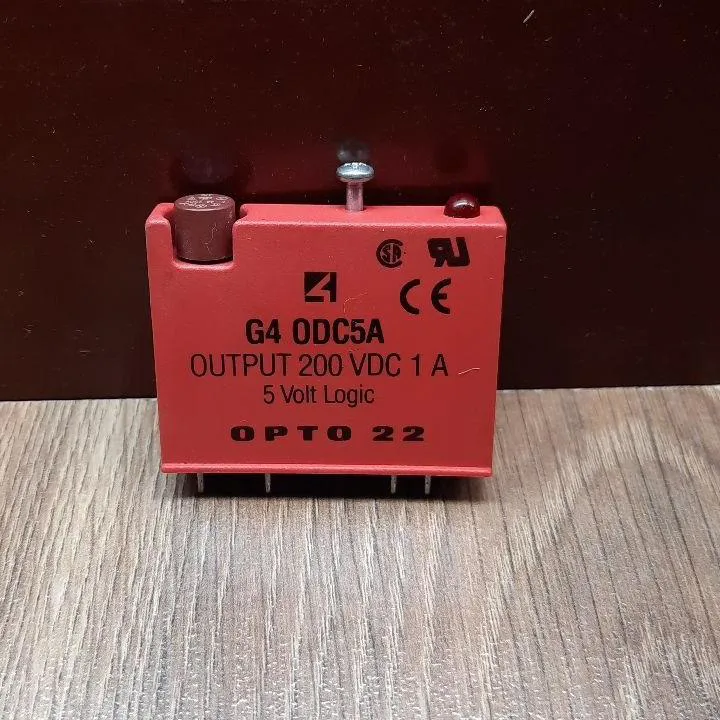 G4 ODC5A
OUTPUT 200 VDC 1 A
5 Volt Logic
OPTO 22